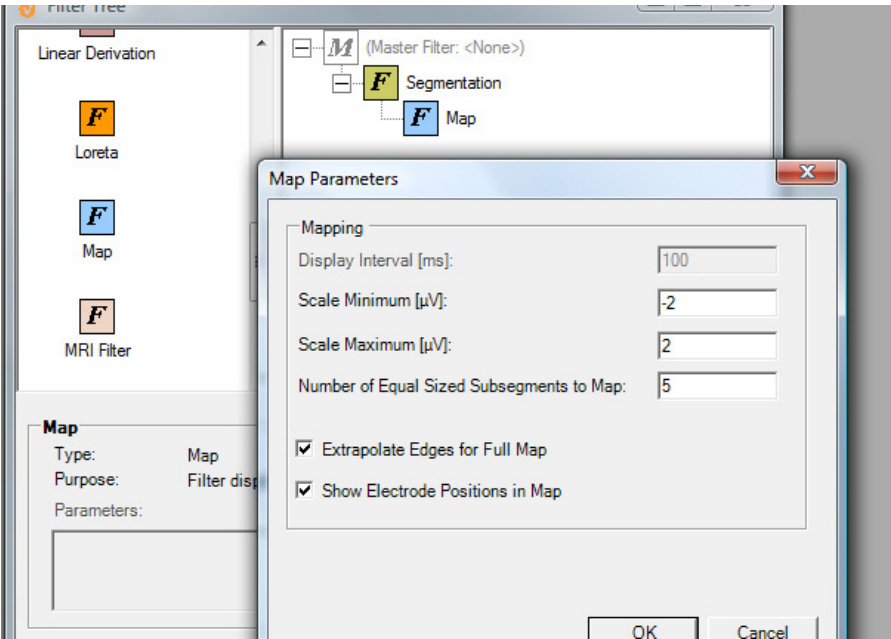 Filter Tree
Linear Derivation
F
Loreta
F
Map
F
MRI Filter
M (Master Filter: <None>)
F Segmentation
F Map
Map
Type: Map
Purpose: Filter disp
Parameters:
Map Parameters
Mapping
Display Interval [ms]: 100
Scale Minimum [µV]: -2
Scale Maximum [µV]: 2
Number of Equal Sized Subsegments to Map: 5
Extrapolate Edges for Full Map
Show Electrode Positions in Map
OK Cancel